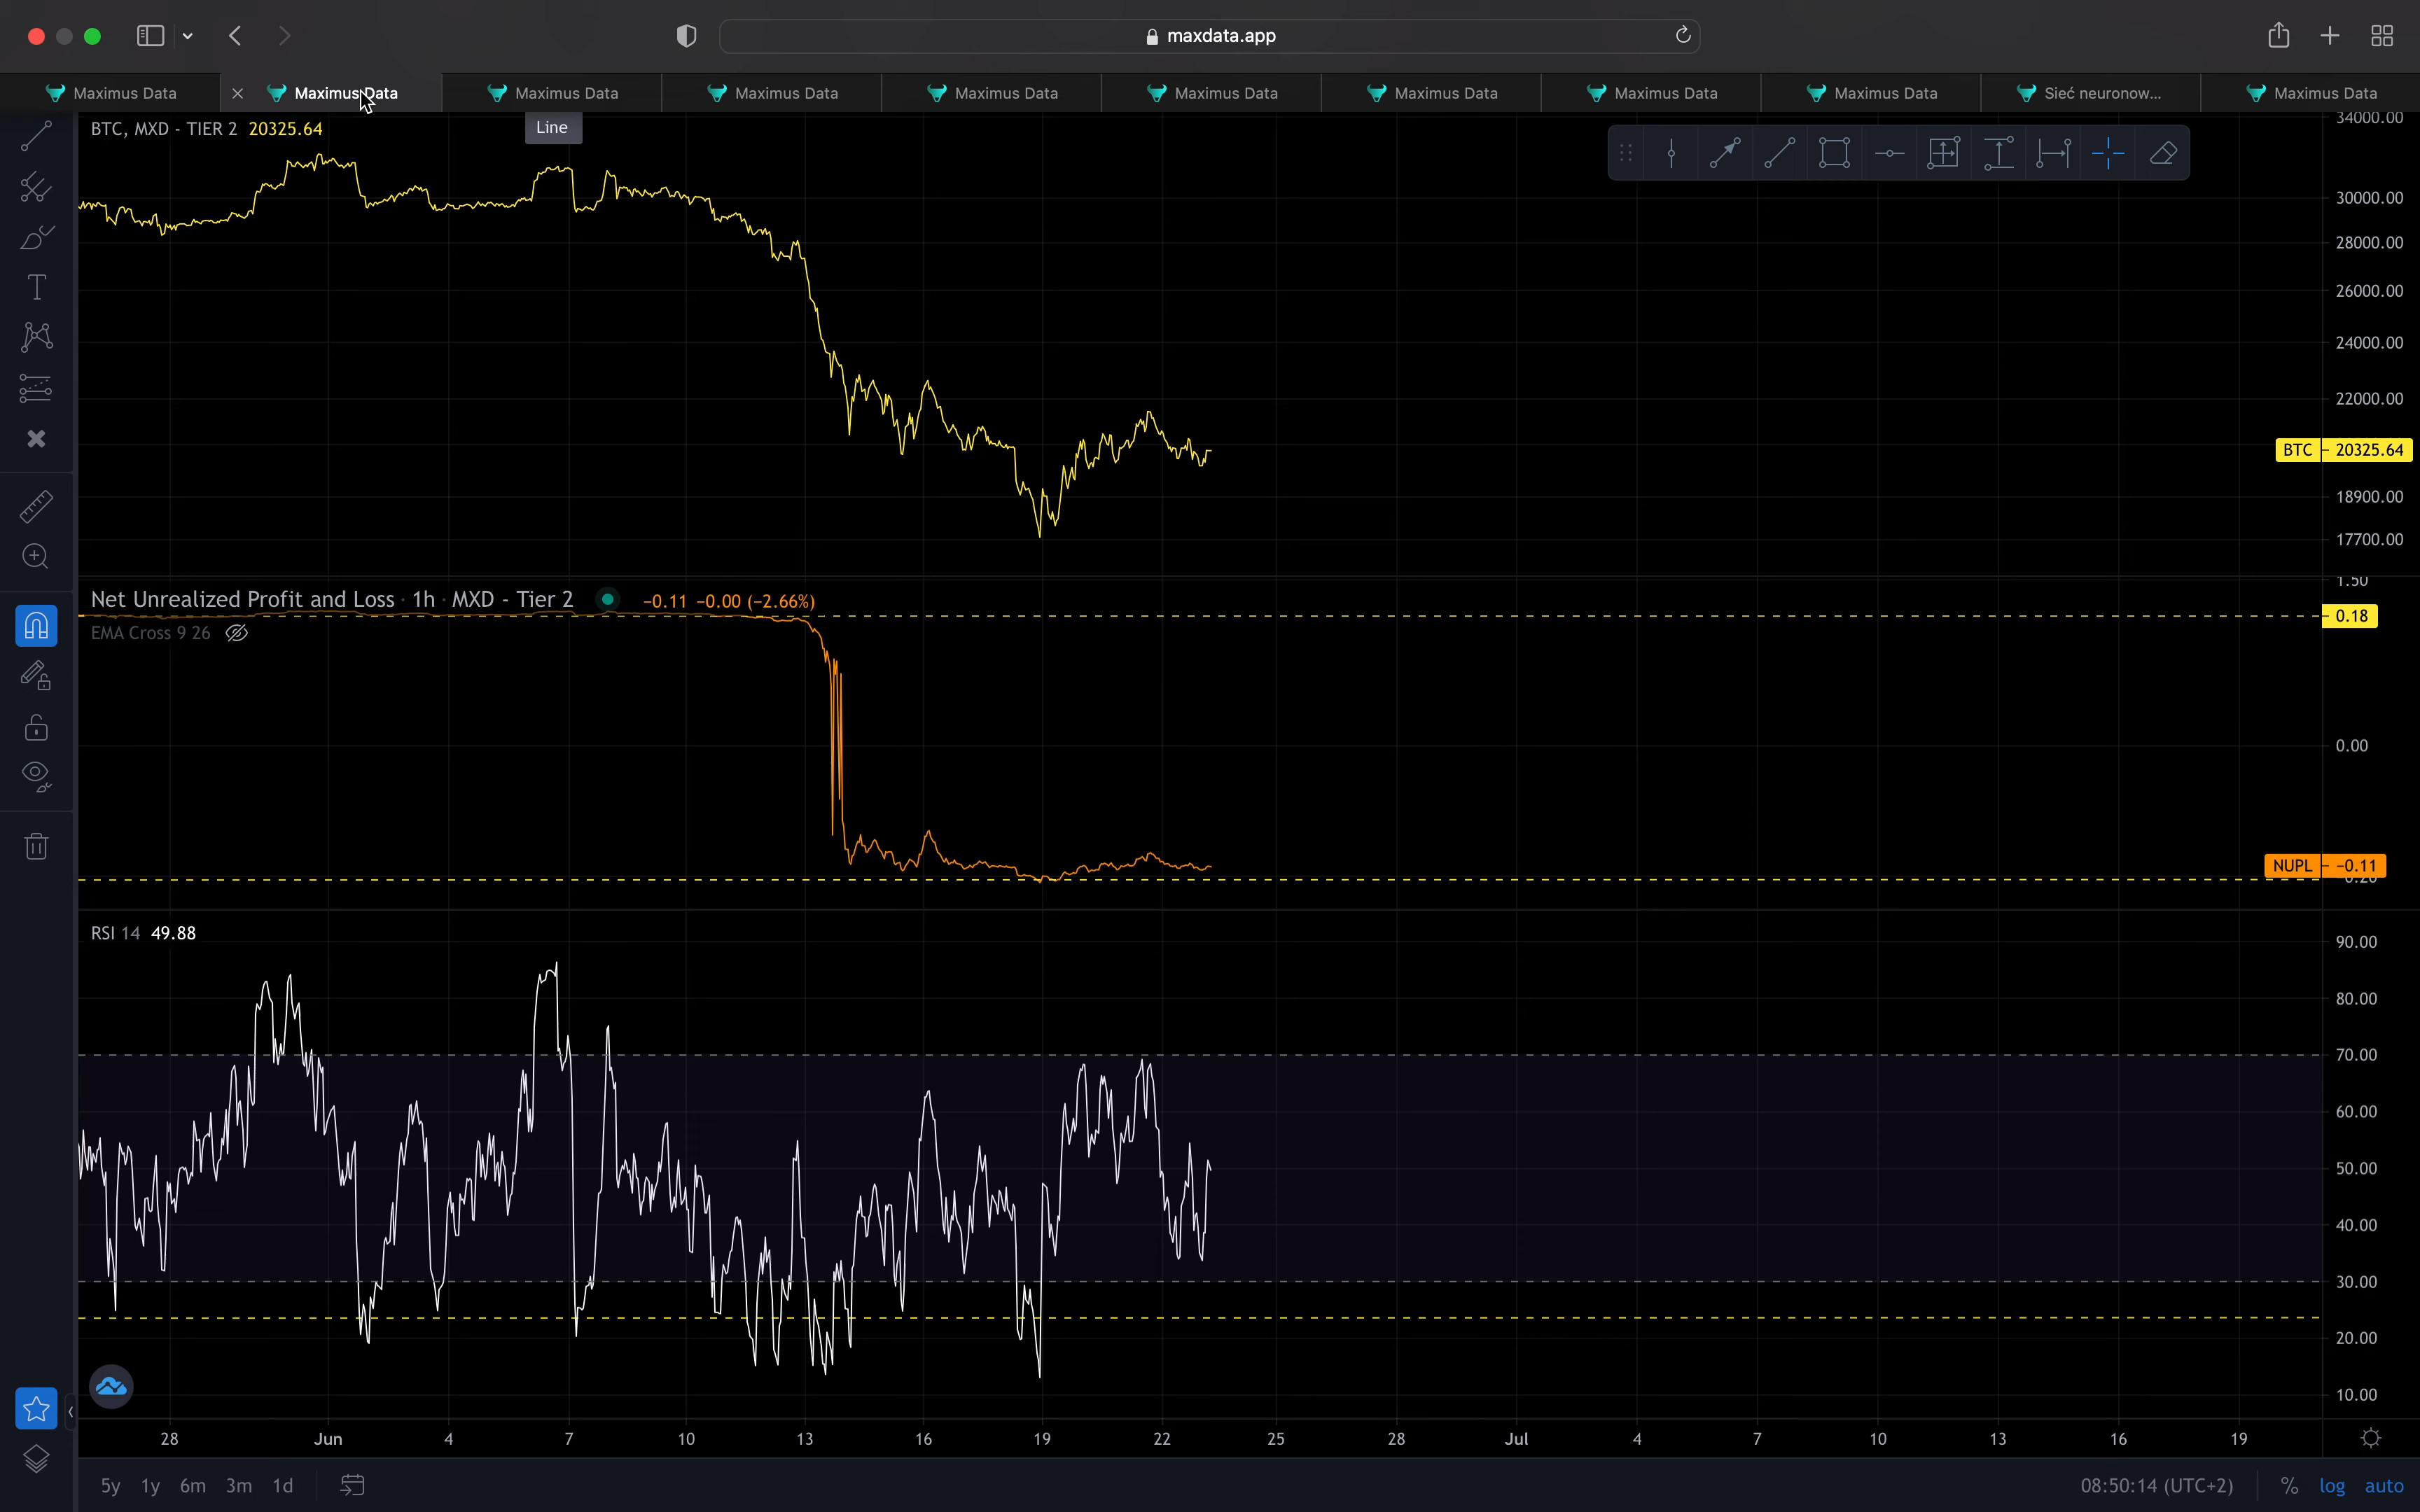 maxdata.app
Maximus Data
Maximus Data
Maximus Data
Maximus Data
Maximus Data
Maximus Data
Maximus Data
Maximus Data
Maximus Data
Sieć neuronow...
Maximus Data
BTC, MXD - TIER 2 20325.64
Line
34000.00
30000.00
28000.00
26000.00
24000.00
22000.00
BTC 20325.64
18900.00
17700.00
1.50
Net Unrealized Profit and Loss · 1h · MXD - Tier 2 −0.11 −0.00 (−2.66%)
0.18
EMA Cross 9 26
0.00
NUPL −0.11
RSI 14 49.88
90.00
80.00
70.00
60.00
50.00
40.00
30.00
20.00
10.00
28 Jun 4 7 10 13 16 19 22 25 28 Jul 4 7 10 13 16 19
5y 1y 6m 3m 1d 08:50:14 (UTC+2) % log auto